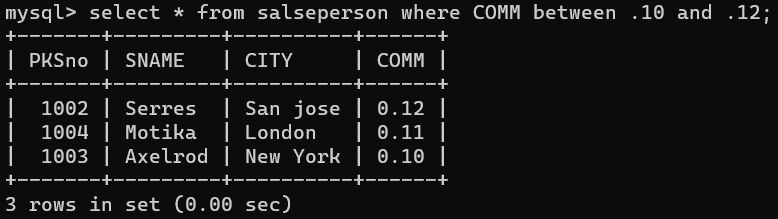 mysql> select * from salseperson where COMM between .10 and .12;
+-------+---------+----------+------+
| PKSno | SNAME   | CITY     | COMM |
+-------+---------+----------+------+
|  1002 | Serres  | San jose | 0.12 |
|  1004 | Motika  | London   | 0.11 |
|  1003 | Axelrod | New York | 0.10 |
+-------+---------+----------+------+
3 rows in set (0.00 sec)